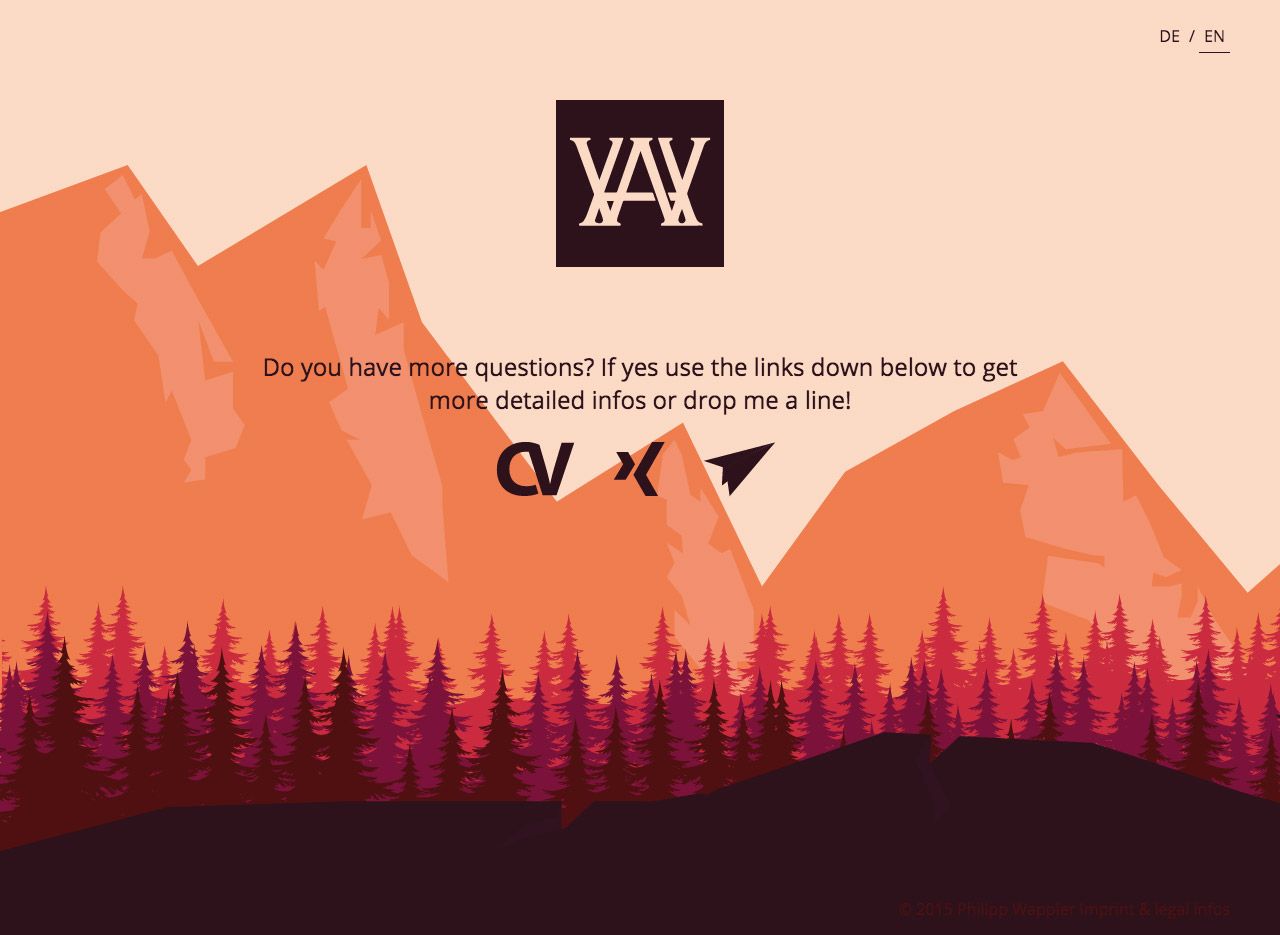 DE / EN
WA
Do you have more questions? If yes use the links down below to get
more detailed infos or drop me a line!
CV
© 2015 Philipp Wappler Imprint & legal infos